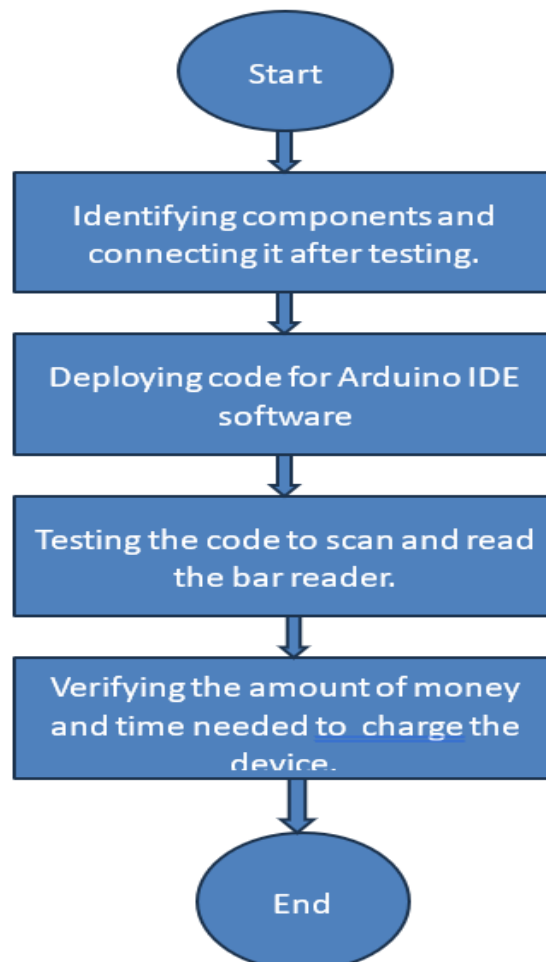 Start
Identifying components and
connecting it after testing.
Deploying code for Arduino IDE
software
Testing the code to scan and read
the bar reader.
Verifying the amount of money
and time needed to  charge the
device.
End